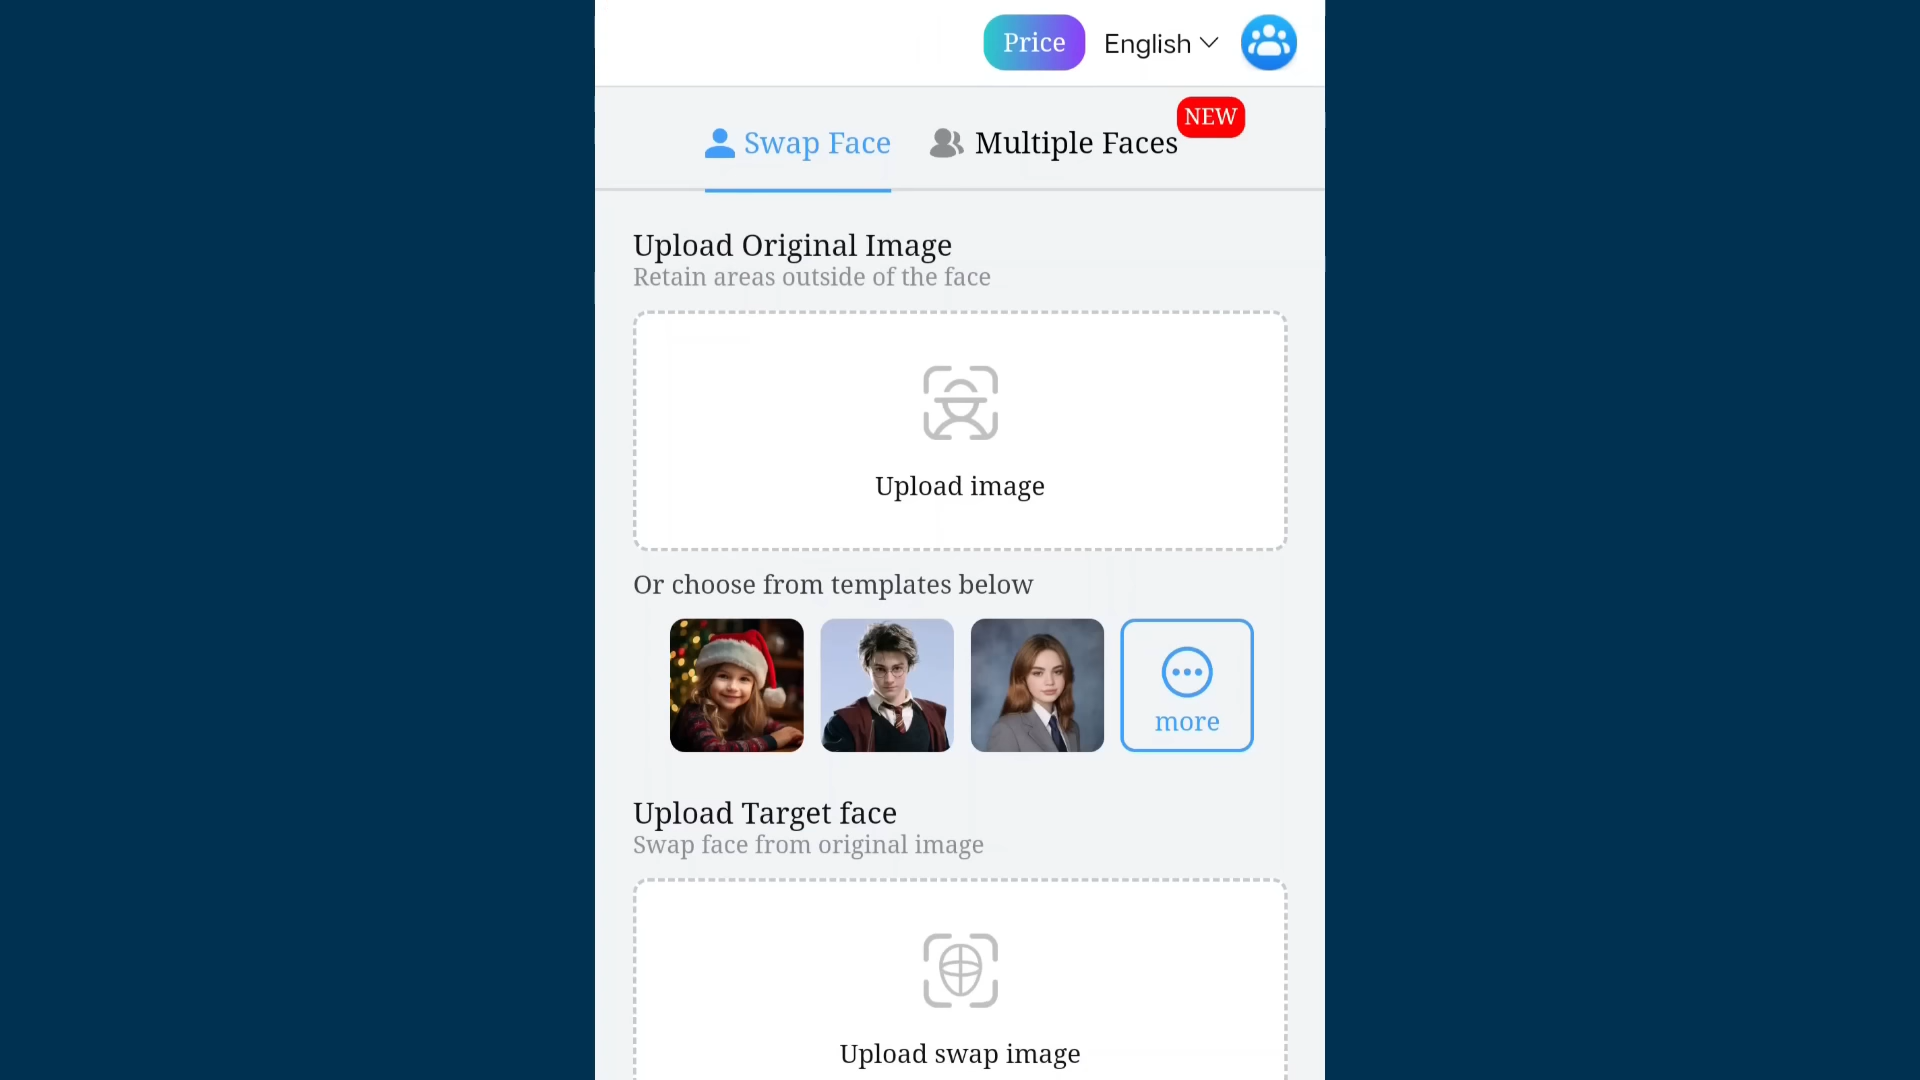 Price English
Swap Face Multiple Faces NEW
Upload Original Image
Retain areas outside of the face
Upload image
Or choose from templates below
more
Upload Target face
Swap face from original image
Upload swap image